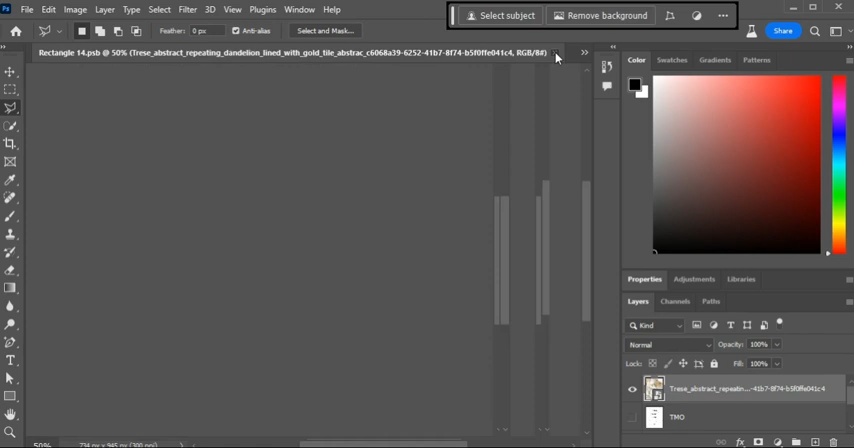 Ps File Edit Image Layer Type Select Filter 3D View Plugins Window Help
Select subject Remove background
Feather: 0 px Anti-alias Select and Mask... Share
Rectangle 14.psb @ 50% (Trese_abstract_repeating_dandelion_lined_with_gold_tile_abstrac_c6068a39-6252-41b7-8f74-b5f0ffe041c4, RGB/8#)
Color Swatches Gradients Patterns
Properties Adjustments Libraries
Layers Channels Paths
Kind
Normal Opacity: 100%
Lock: Fill: 100%
Trese_abstract_repeatin...-41b7-8f74-b5f0ffe041c4
TMO
50% 734 px x 945 px (300 ppi)